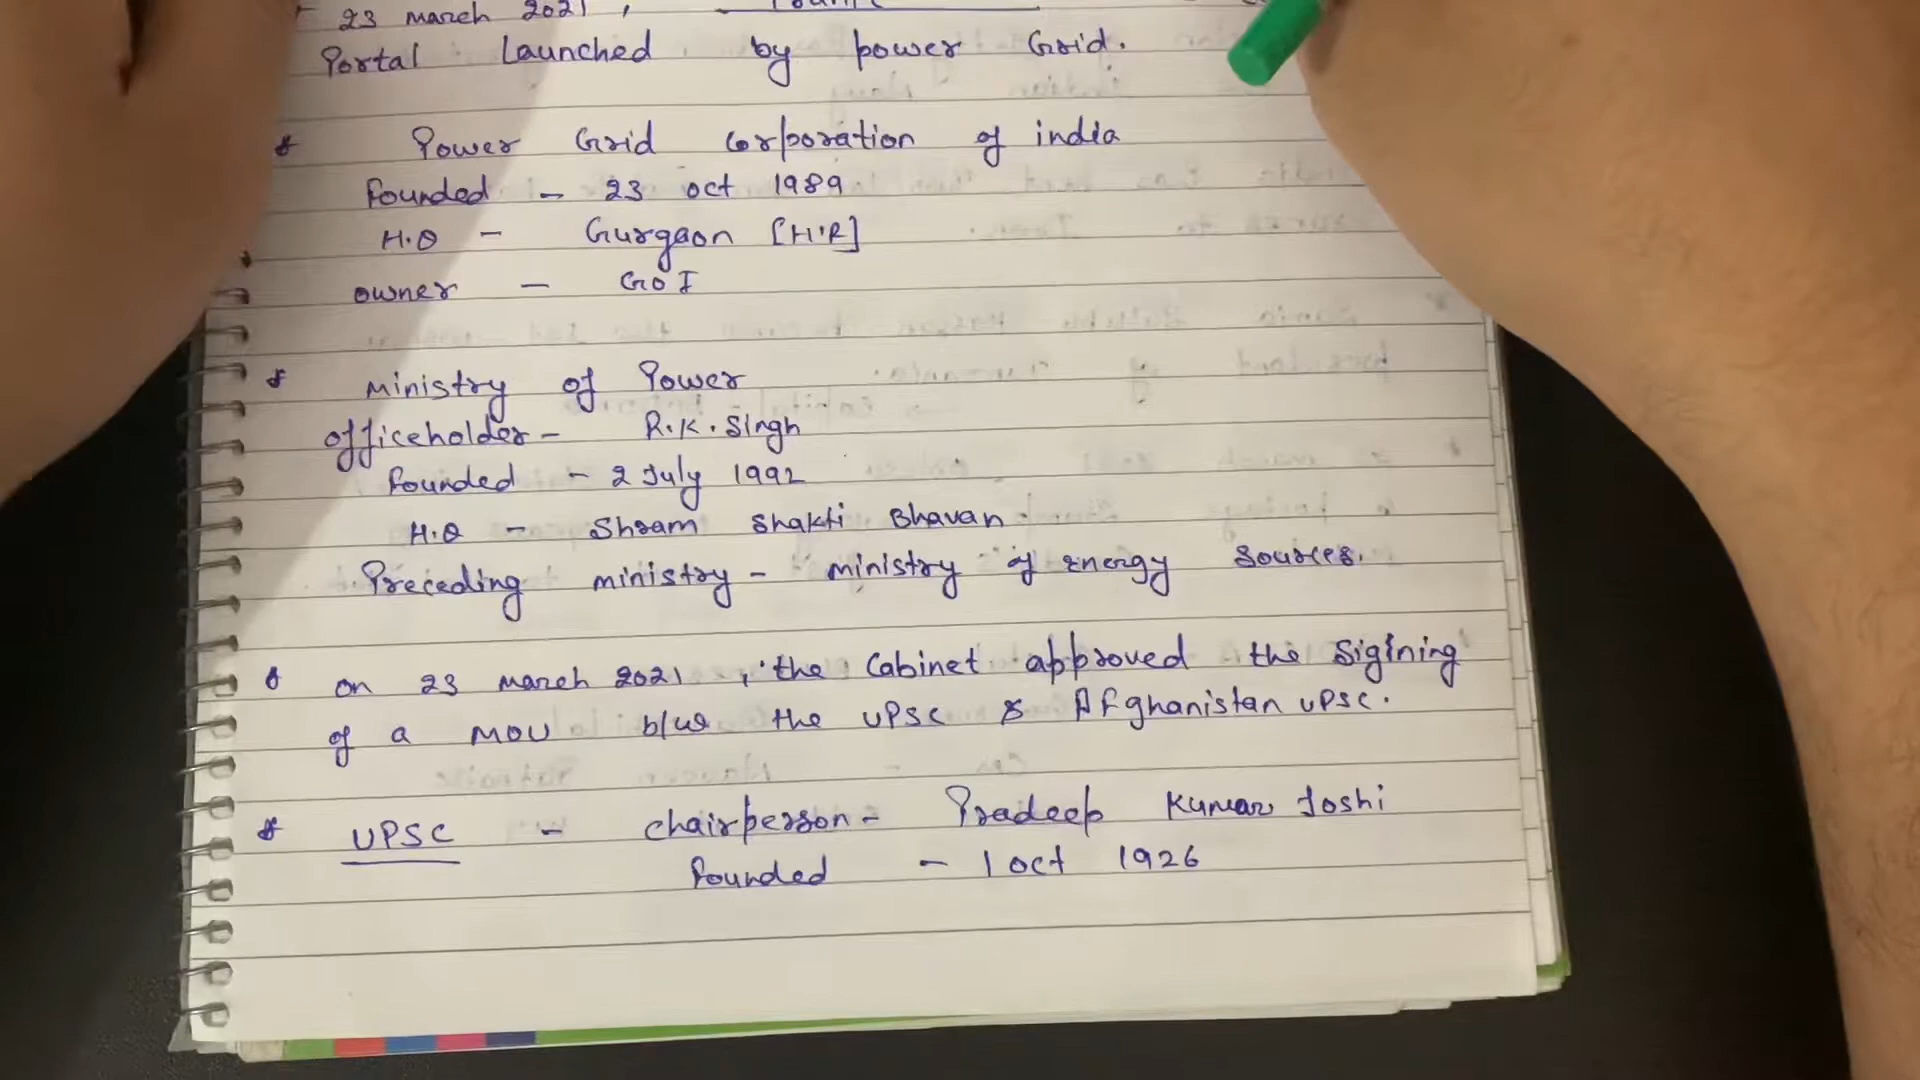 23 March 2021,
Portal Launched by power Grid.
Power Grid Corporation of india
founded - 23 oct 1989
H.Q - Gurgaon [H.R]
owner - GOI
ministry of Power
officeholder - R.K. Singh
founded - 2 July 1992
H.Q - Shram Shakti Bhavan.
Preceding ministry - ministry of Energy sources.
on 23 march 2021, the Cabinet approved the Sigining
of a MOU b/w the UPSC & Afghanistan UPSC.
UPSC - chairperson - Pradeep Kumar Joshi
founded - 1 oct 1926